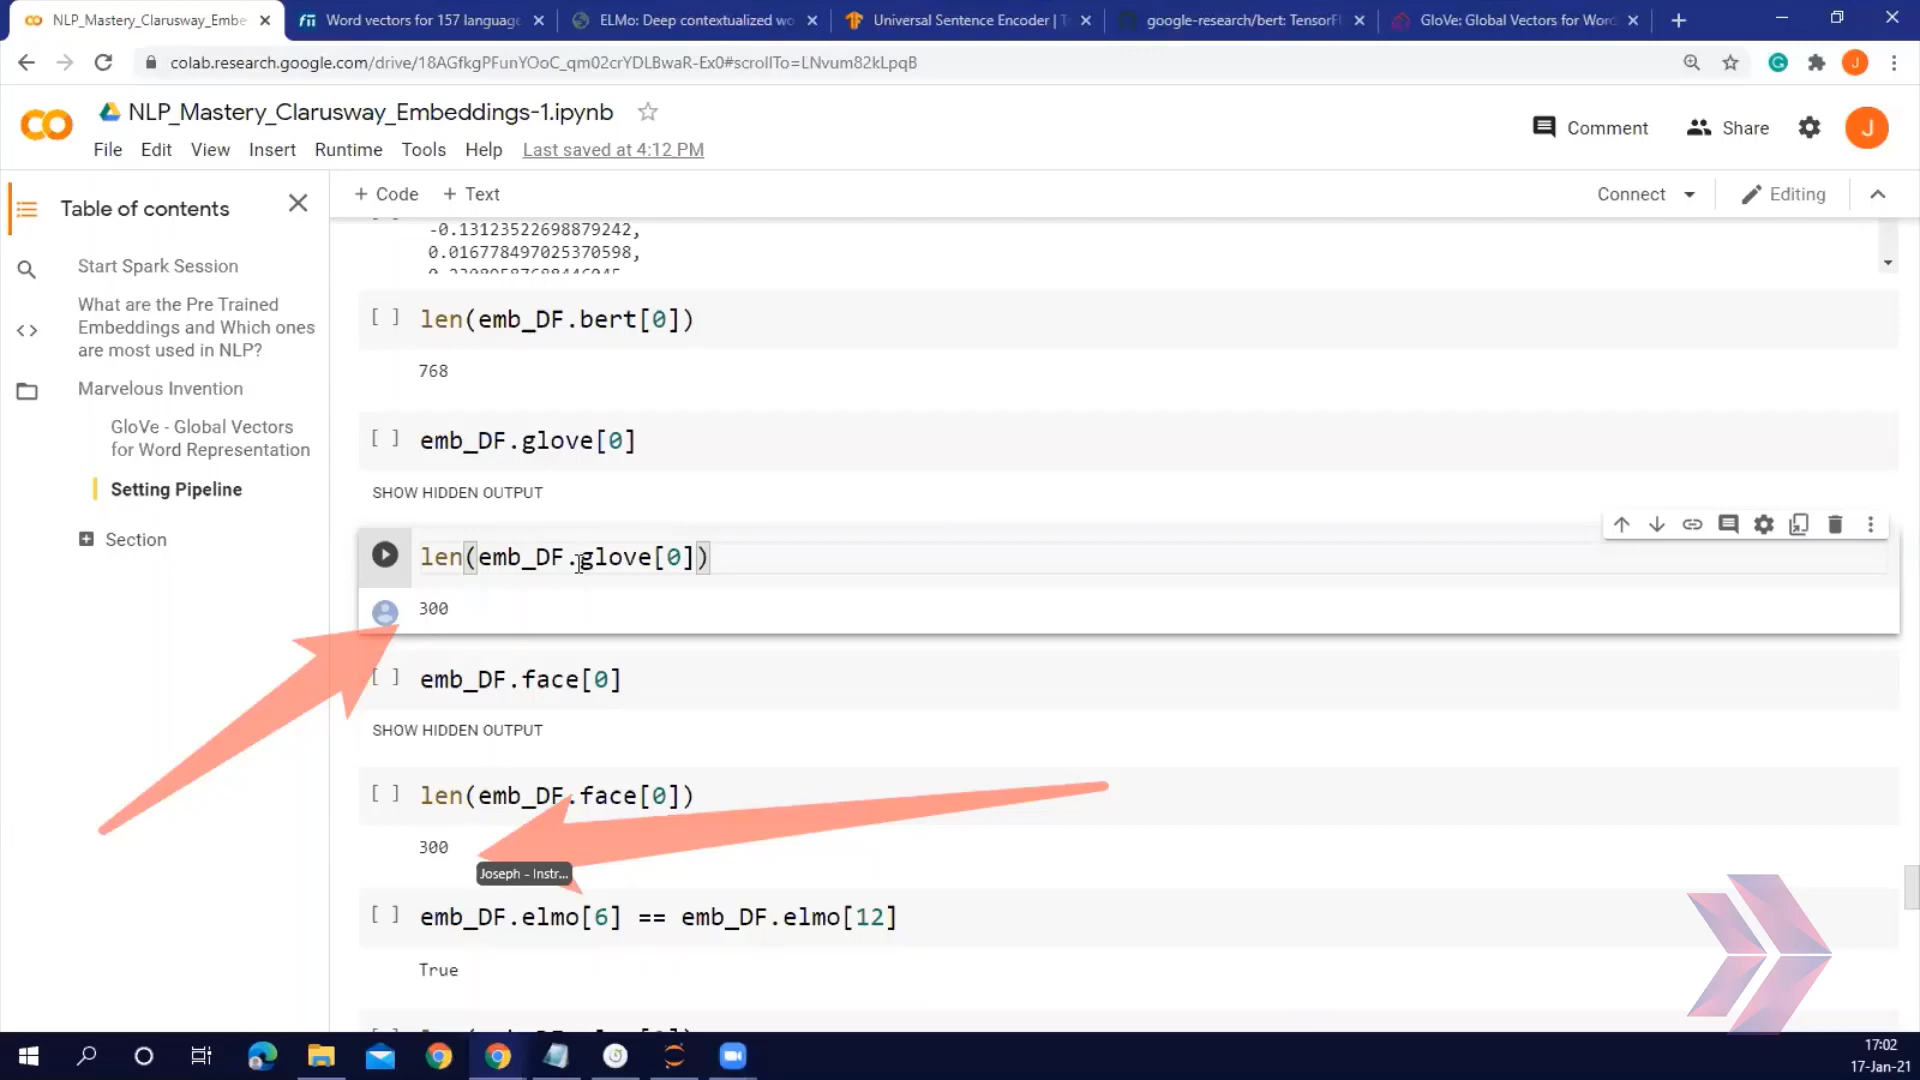 NLP_Mastery_Clarusway_Embe
Word vectors for 157 language
ELMo: Deep contextualized wo
Universal Sentence Encoder | T
google-research/bert: TensorFl
GloVe: Global Vectors for Word
colab.research.google.com/drive/18AGfkgPFunYOoC_qm02crYDLBwaR-Ex0#scrollTo=LNvum82kLpqB
NLP_Mastery_Clarusway_Embeddings-1.ipynb
Comment
Share
J
File Edit View Insert Runtime Tools Help Last saved at 4:12 PM
+ Code + Text
Connect
Editing
Table of contents
Start Spark Session
What are the Pre Trained
Embeddings and Which ones
are most used in NLP?
Marvelous Invention
GloVe - Global Vectors
for Word Representation
Setting Pipeline
Section
-0.13123522698879242,
0.016778497025370598,
[ ] len(emb_DF.bert[0])
768
[ ] emb_DF.glove[0]
SHOW HIDDEN OUTPUT
len(emb_DF.glove[0])
300
[ ] emb_DF.face[0]
SHOW HIDDEN OUTPUT
[ ] len(emb_DF.face[0])
300
Joseph - Instr...
[ ] emb_DF.elmo[6] == emb_DF.elmo[12]
True
17:02
17-Jan-21